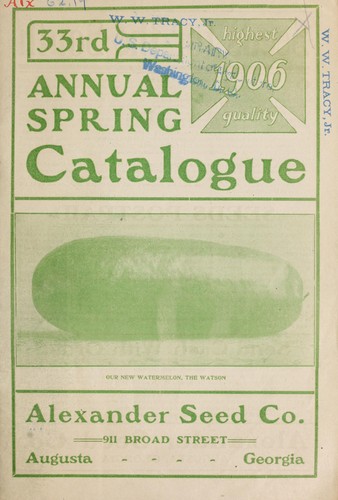 W. W. TRACY, Jr.
33rd
highest
1906
quality
Washington,
W. W. TRACY, Jr.
ANNUAL
SPRING
Catalogue
OUR NEW WATERMELON, THE WATSON
Alexander Seed Co.
911 BROAD STREET
Augusta - - - - Georgia